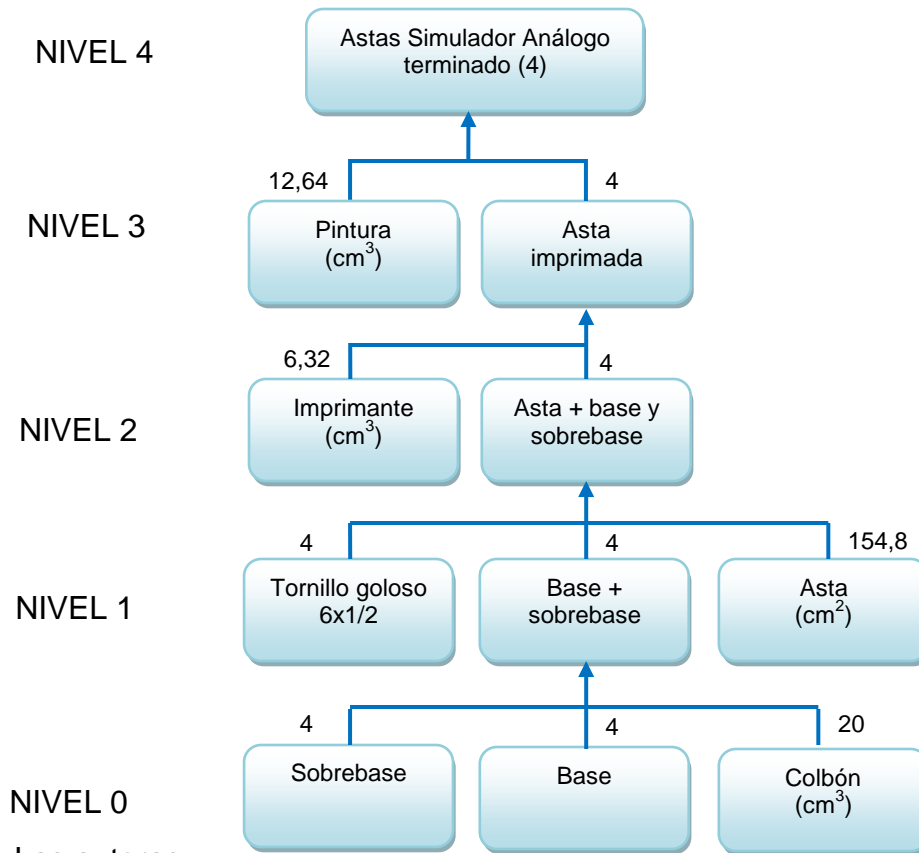 NIVEL 4
Astas Simulador Análogo
terminado (4)
12,64
4
NIVEL 3
Pintura
(cm³)
Asta
imprimada
6,32
4
NIVEL 2
Imprimante
(cm³)
Asta + base y
sobrebase
4
4
154,8
NIVEL 1
Tornillo goloso
6x1/2
Base +
sobrebase
Asta
(cm²)
4
4
20
NIVEL 0
Sobrebase
Base
Colbón
(cm³)